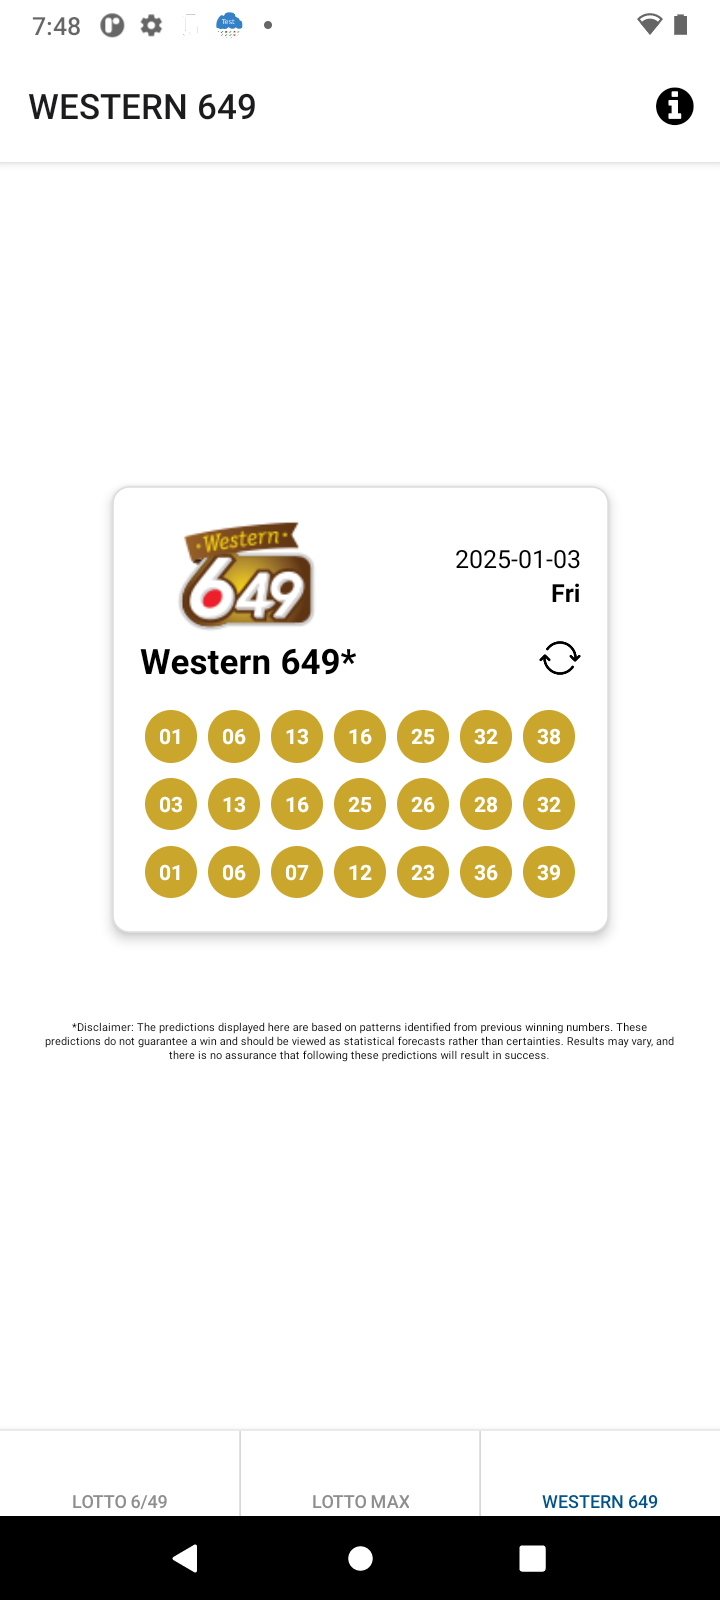 7:48
Test
WESTERN 649
Western
649
2025-01-03
Fri
Western 649*
01 06 13 16 25 32 38
03 13 16 25 26 28 32
01 06 07 12 23 36 39
*Disclaimer: The predictions displayed here are based on patterns identified from previous winning numbers. These
predictions do not guarantee a win and should be viewed as statistical forecasts rather than certainties. Results may vary, and
there is no assurance that following these predictions will result in success.
LOTTO 6/49
LOTTO MAX
WESTERN 649